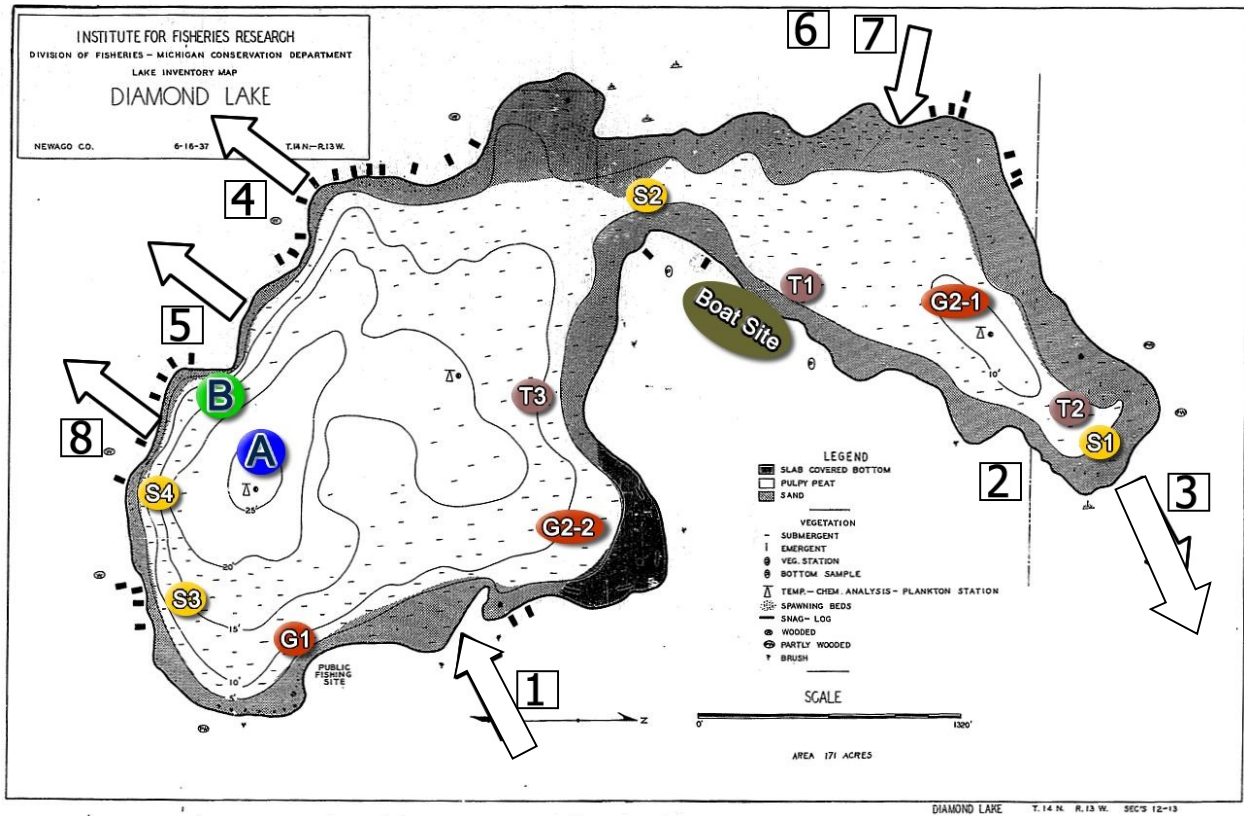 INSTITUTE FOR FISHERIES RESEARCH
DIVISION OF FISHERIES – MICHIGAN CONSERVATION DEPARTMENT
LAKE INVENTORY MAP
DIAMOND LAKE
NEWAGO CO. 6-16-37 T.14 N.–R.13 W.
6
7
4
S2
5
T1
G2-1
Boat Site
10'
B
T3
T2
8
A
S1
S4
25'
2
3
G2-2
20'
S3
15'
G1
10'
5'
PUBLIC
FISHING
SITE
1
N
LEGEND
SLAB COVERED BOTTOM
PULPY PEAT
SAND
VEGETATION
SUBMERGENT
EMERGENT
VEG. STATION
BOTTOM SAMPLE
TEMP.–CHEM. ANALYSIS–PLANKTON STATION
SPAWNING BEDS
SNAG-LOG
WOODED
PARTLY WOODED
BRUSH
SCALE
0' 1320'
AREA 171 ACRES
DIAMOND LAKE T. 14 N. R. 13 W. SEC'S 12-13